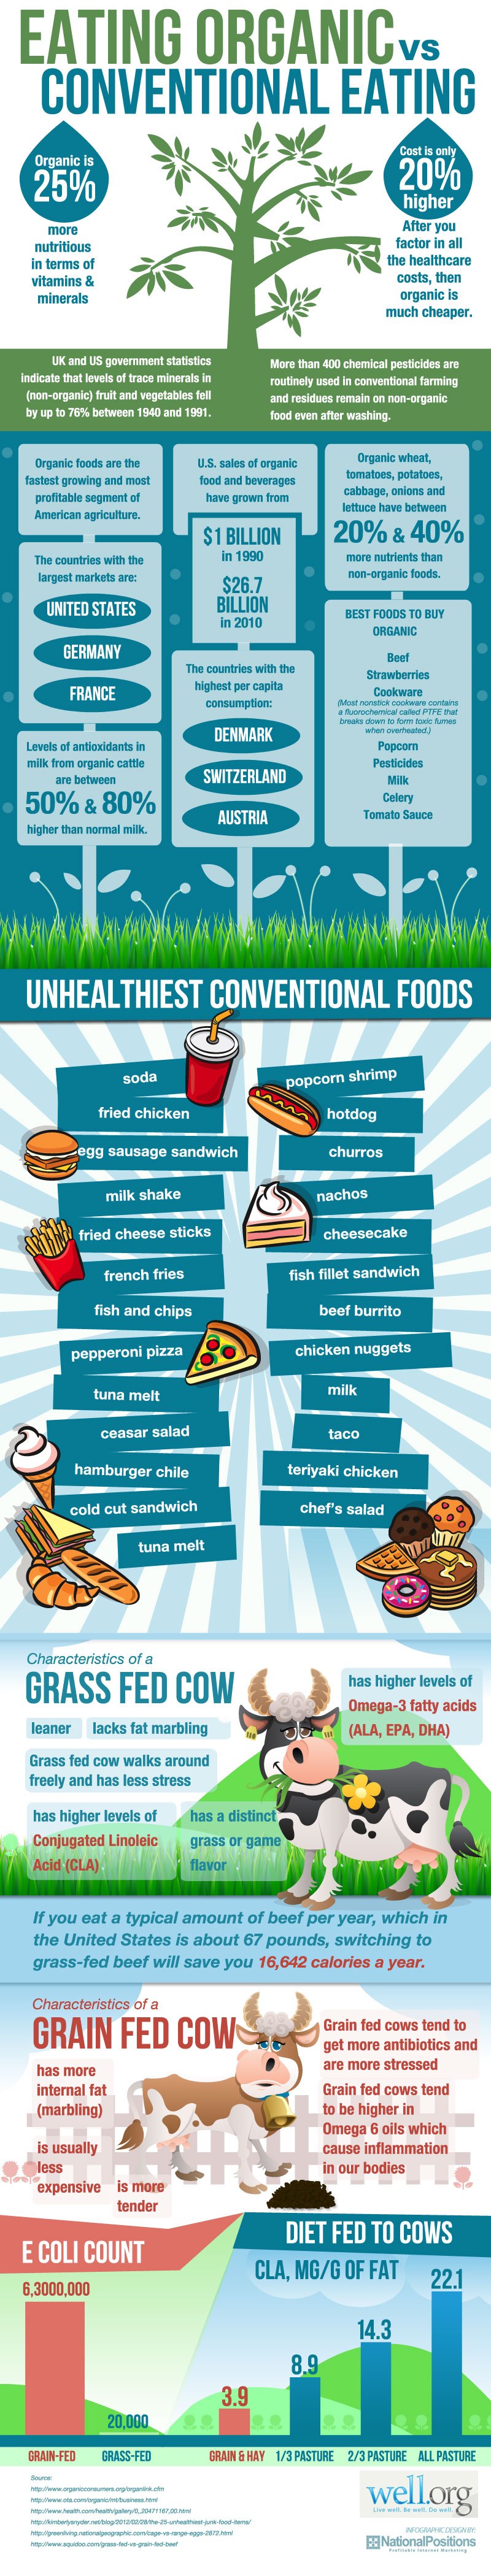 EATING ORGANIC vs
CONVENTIONAL EATING
Organic is
25%
more
nutritious
in terms of
vitamins &
minerals
Cost is only
20%
higher
After you
factor in all
the healthcare
costs, then
organic is
much cheaper.
UK and US government statistics
indicate that levels of trace minerals in
(non-organic) fruit and vegetables fell
by up to 76% between 1940 and 1991.
More than 400 chemical pesticides are
routinely used in conventional farming
and residues remain on non-organic
food even after washing.
Organic foods are the
fastest growing and most
profitable segment of
American agriculture.
The countries with the
largest markets are:
UNITED STATES
GERMANY
FRANCE
Levels of antioxidants in
milk from organic cattle
are between
50% & 80%
higher than normal milk.
U.S. sales of organic
food and beverages
have grown from
$1 BILLION
in 1990
$26.7
BILLION
in 2010
The countries with the
highest per capita
consumption:
DENMARK
SWITZERLAND
AUSTRIA
Organic wheat,
tomatoes, potatoes,
cabbage, onions and
lettuce have between
20% & 40%
more nutrients than
non-organic foods.
BEST FOODS TO BUY
ORGANIC
Beef
Strawberries
Cookware
(Most nonstick cookware contains
a fluorochemical called PTFE that
breaks down to form toxic fumes
when overheated.)
Popcorn
Pesticides
Milk
Celery
Tomato Sauce
UNHEALTHIEST CONVENTIONAL FOODS
soda
fried chicken
egg sausage sandwich
milk shake
fried cheese sticks
french fries
fish and chips
pepperoni pizza
tuna melt
ceasar salad
hamburger chile
cold cut sandwich
tuna melt
popcorn shrimp
hotdog
churros
nachos
cheesecake
fish fillet sandwich
beef burrito
chicken nuggets
milk
taco
teriyaki chicken
chef's salad
Characteristics of a
GRASS FED COW
leaner
lacks fat marbling
Grass fed cow walks around
freely and has less stress
has higher levels of
Conjugated Linoleic
Acid (CLA)
has a distinct
grass or game
flavor
has higher levels of
Omega-3 fatty acids
(ALA, EPA, DHA)
If you eat a typical amount of beef per year, which in
the United States is about 67 pounds, switching to
grass-fed beef will save you 16,642 calories a year.
Characteristics of a
GRAIN FED COW
has more
internal fat
(marbling)
is usually
less
expensive
is more
tender
Grain fed cows tend to
get more antibiotics and
are more stressed
Grain fed cows tend
to be higher in
Omega 6 oils which
cause inflammation
in our bodies
E COLI COUNT
6,3000,000
20,000
GRAIN-FED
GRASS-FED
DIET FED TO COWS
CLA, MG/G OF FAT
3.9
8.9
14.3
22.1
GRAIN & HAY
1/3 PASTURE
2/3 PASTURE
ALL PASTURE
Source:
http://www.organicconsumers.org/organlink.cfm
http://www.ota.com/organic/mt/business.html
http://www.health.com/health/gallery/0,,20471167,00.html
http://kimberlysnyder.net/blog/2012/02/28/the-25-unhealthiest-junk-food-items/
http://greenliving.nationalgeographic.com/cage-vs-range-eggs-2872.html
http://www.squidoo.com/grass-fed-vs-grain-fed-beef
well.org
Live well. Be well. Do well.
INFOGRAPHIC DESIGN BY:
NationalPositions
Profitable Internet Marketing